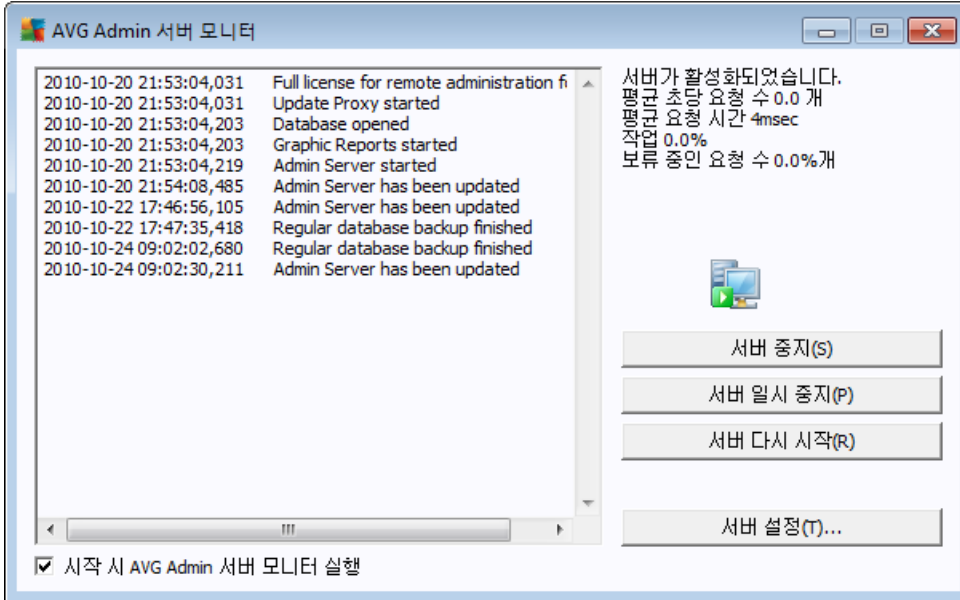 AVG Admin 서버 모니터
2010-10-20 21:53:04,031 Full license for remote administration f
2010-10-20 21:53:04,031 Update Proxy started
2010-10-20 21:53:04,203 Database opened
2010-10-20 21:53:04,203 Graphic Reports started
2010-10-20 21:53:04,219 Admin Server started
2010-10-20 21:54:08,485 Admin Server has been updated
2010-10-22 17:46:56,105 Admin Server has been updated
2010-10-22 17:47:35,418 Regular database backup finished
2010-10-24 09:02:02,680 Regular database backup finished
2010-10-24 09:02:30,211 Admin Server has been updated
서버가 활성화되었습니다.
평균 초당 요청 수 0.0 개
평균 요청 시간 4msec
작업 0.0%
보류 중인 요청 수 0.0%개
서버 중지(S)
서버 일시 중지(P)
서버 다시 시작(R)
서버 설정(T)...
시작 시 AVG Admin 서버 모니터 실행